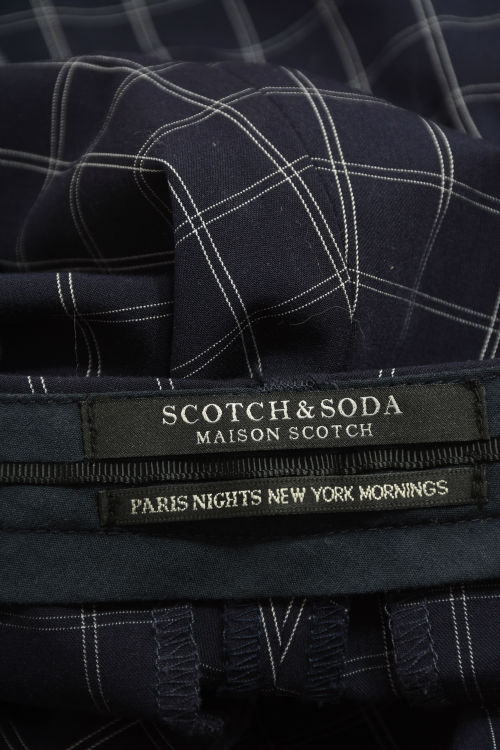 SCOTCH & SODA
MAISON SCOTCH
PARIS NIGHTS NEW YORK MORNINGS